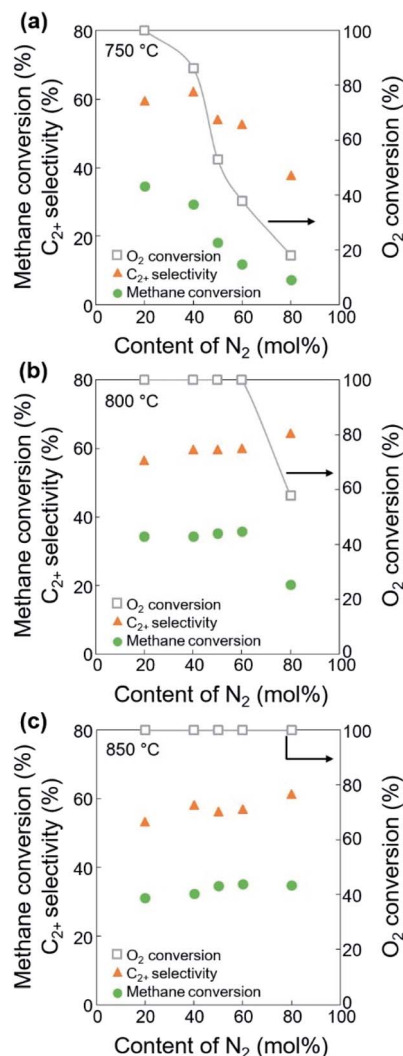 (a)
Methane conversion (%)
C₂₊ selectivity (%)
80
60
40
20
0
750 °C
O₂ conversion
C₂₊ selectivity
Methane conversion
100
80
60
40
20
0
O₂ conversion (%)
0 20 40 60 80 100
Content of N₂ (mol%)
(b)
Methane conversion (%)
C₂₊ selectivity (%)
80
60
40
20
0
800 °C
O₂ conversion
C₂₊ selectivity
Methane conversion
100
80
60
40
20
0
O₂ conversion (%)
0 20 40 60 80 100
Content of N₂ (mol%)
(c)
Methane conversion (%)
C₂₊ selectivity (%)
80
60
40
20
0
850 °C
O₂ conversion
C₂₊ selectivity
Methane conversion
100
80
60
40
20
0
O₂ conversion (%)
0 20 40 60 80 100
Content of N₂ (mol%)